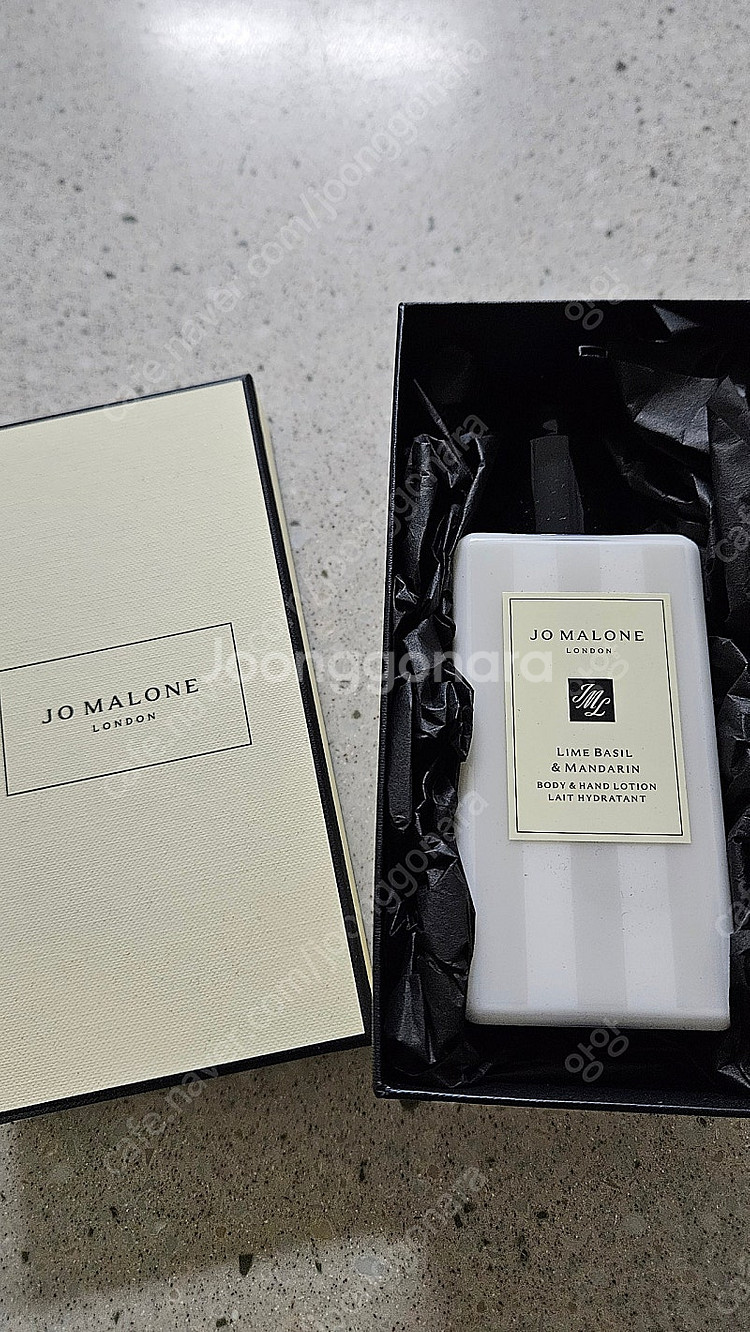 JO MALONE
LONDON
JO MALONE
LONDON
JML
LIME BASIL
& MANDARIN
BODY & HAND LOTION
LAIT HYDRATANT
Joonggonara
cafe.naver.com/joonggonara